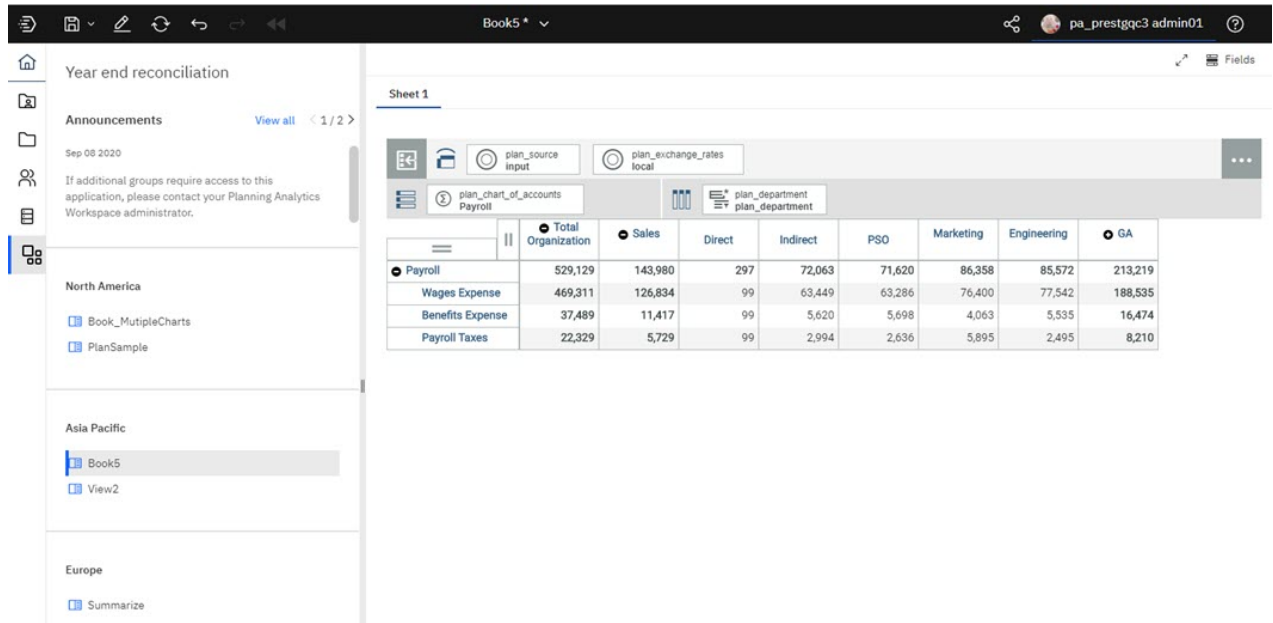 Book5 *
pa_prestgqc3 admin01
Year end reconciliation
Announcements
View all
1 / 2
Sep 08 2020
If additional groups require access to this
application, please contact your Planning Analytics
Workspace administrator.
North America
Book_MutipleCharts
PlanSample
Asia Pacific
Book5
View2
Europe
Summarize
Fields
Sheet 1
plan_source
input
plan_exchange_rates
local
plan_chart_of_accounts
Payroll
plan_department
plan_department
Total
Organization
Sales Direct Indirect PSO Marketing Engineering GA
Payroll 529,129 143,980 297 72,063 71,620 86,358 85,572 213,219
Wages Expense 469,311 126,834 99 63,449 63,286 76,400 77,542 188,535
Benefits Expense 37,489 11,417 99 5,620 5,698 4,063 5,535 16,474
Payroll Taxes 22,329 5,729 99 2,994 2,636 5,895 2,495 8,210